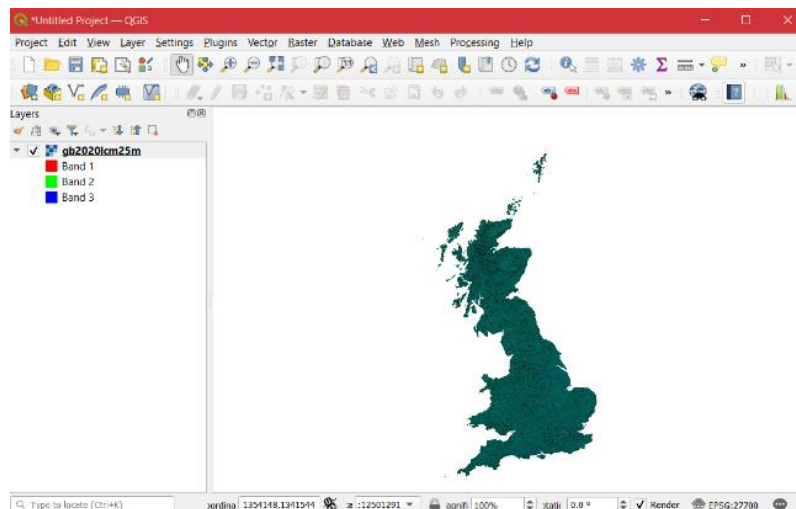 *Untitled Project — QGIS
Project Edit View Layer Settings Plugins Vector Raster Database Web Mesh Processing Help
Layers
gb2020lcm25m
Band 1
Band 2
Band 3
Type to locate (Ctrl+K) 1354148,1341544 :12501291 100% 0.0 ° Render EPSG:27700